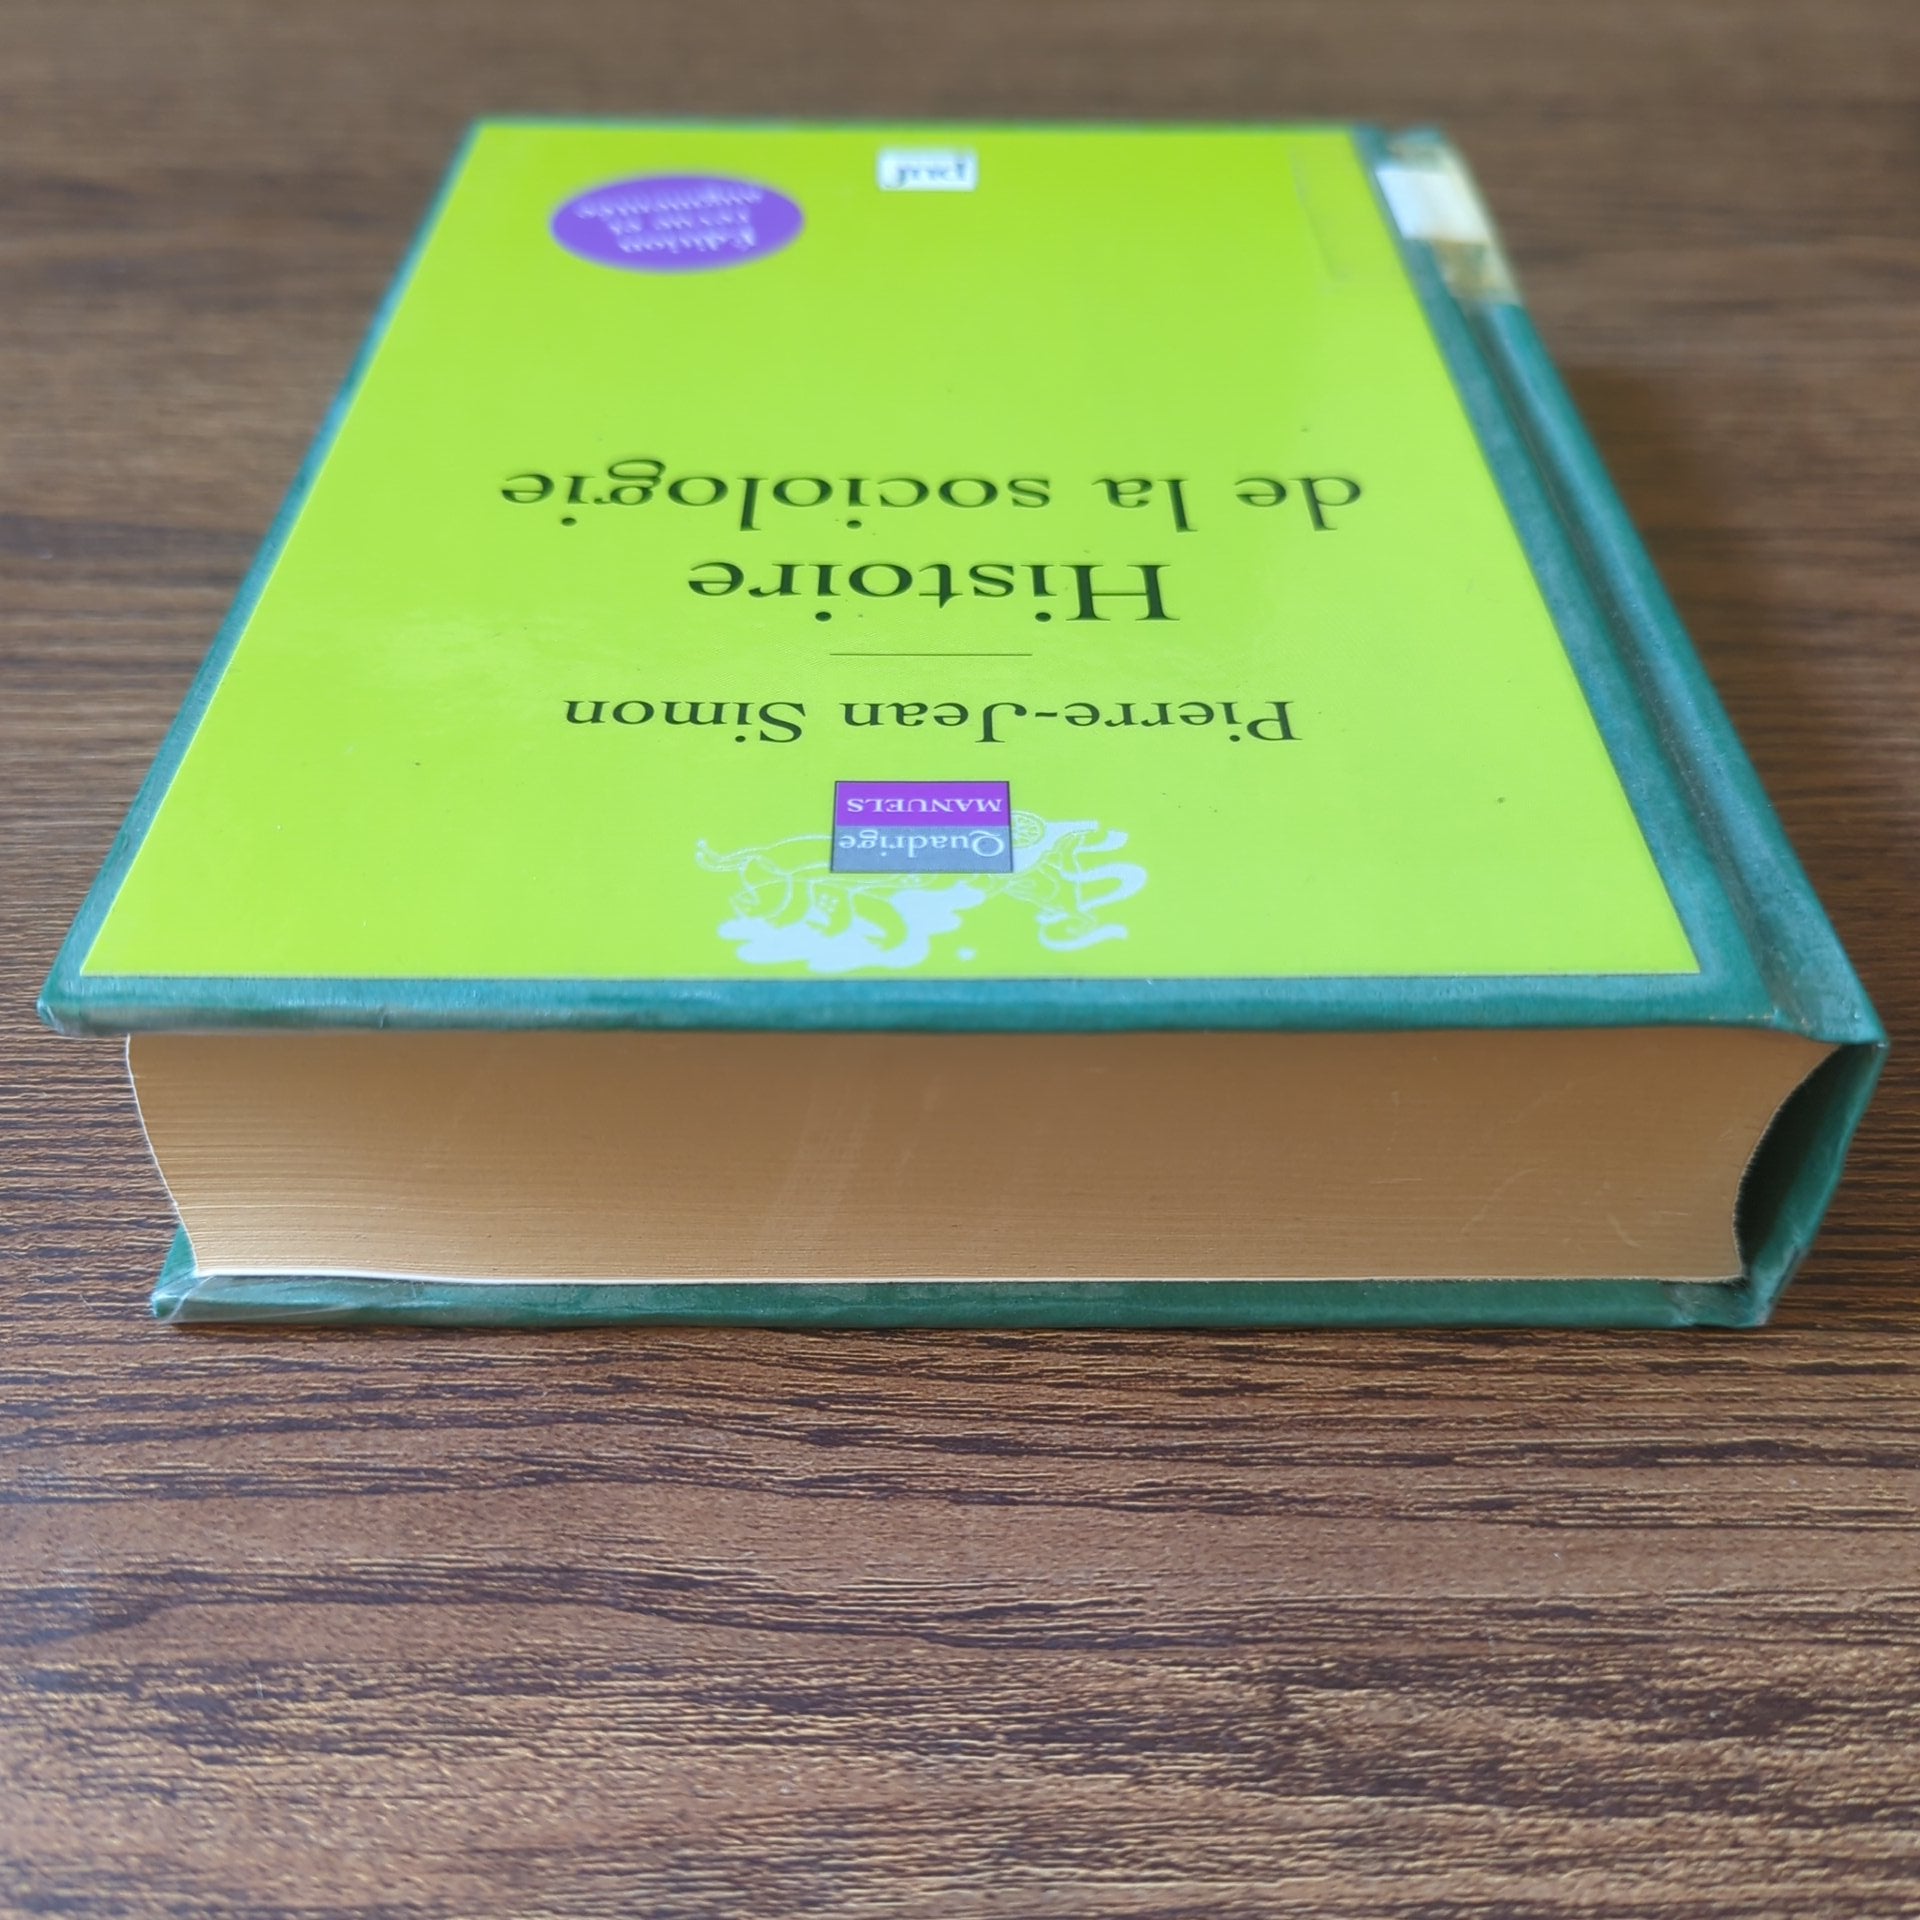 Quadrige
MANUELS
Pierre-Jean Simon
Histoire
de la sociologie
Édition
revue et
augmentée
puf